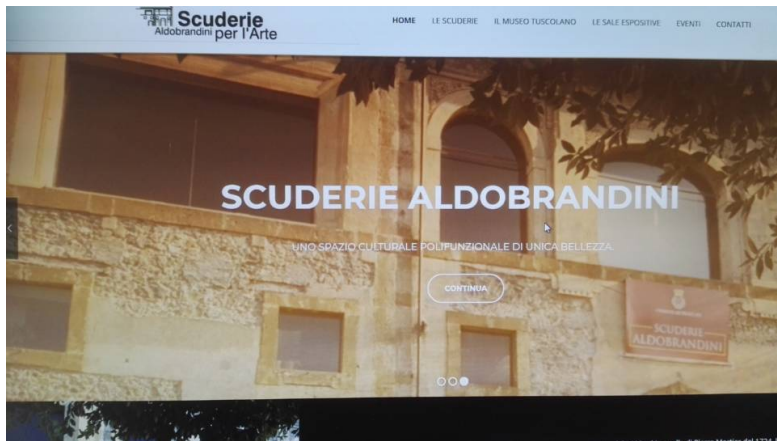 Scuderie
Aldobrandini per l'Arte
HOME LE SCUDERIE IL MUSEO TUSCOLANO LE SALE ESPOSITIVE EVENTI CONTATTI
SCUDERIE ALDOBRANDINI
UNO SPAZIO CULTURALE POLIFUNZIONALE DI UNICA BELLEZZA
CONTINUA
SCUDERIE
ALDOBRANDINI